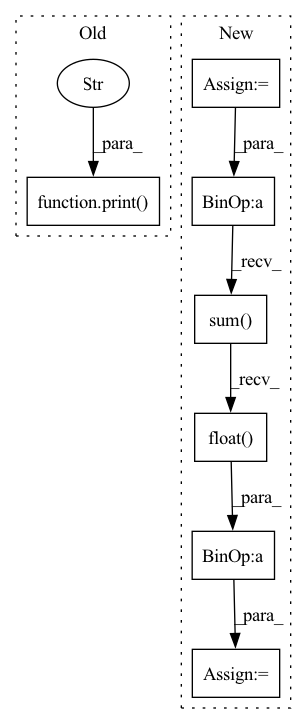 Old
New
Str
Assign:=
_para_
_para_
function.print()
BinOp:a
_recv_
sum()
_recv_
float()
_para_
BinOp:a
_para_
Assign:=